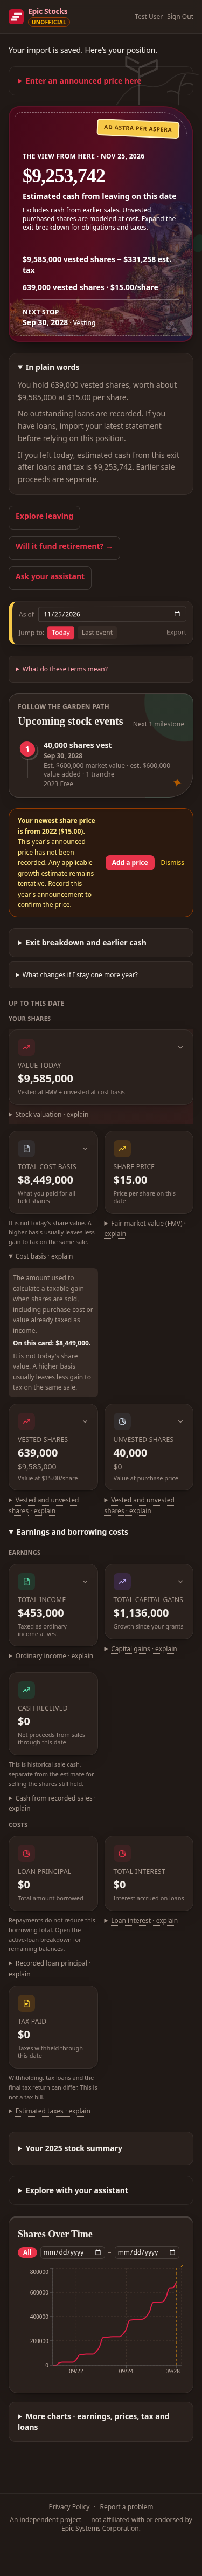 Epic Stocks
UNOFFICIAL
Test User Sign Out
Your import is saved. Here's your position.
▶ Enter an announced price here
AD ASTRA PER ASPERA
THE VIEW FROM HERE · NOV 25, 2026
$9,253,742
Estimated cash from leaving on this date
Excludes cash from earlier sales. Unvested
purchased shares are modeled at cost. Expand the
exit breakdown for obligations and taxes.
$9,585,000 vested shares − $331,258 est.
tax
639,000 vested shares · $15.00/share
NEXT STOP
Sep 30, 2028 · Vesting
▼ In plain words
You hold 639,000 vested shares, worth about
$9,585,000 at $15.00 per share.
No outstanding loans are recorded. If you
have loans, import your latest statement
before relying on this position.
If you left today, estimated cash from this exit
after loans and tax is $9,253,742. Earlier sale
proceeds are separate.
Explore leaving
Will it fund retirement? →
Ask your assistant
As of 11/25/2026
Jump to: Today Last event Export
▶ What do these terms mean?
FOLLOW THE GARDEN PATH
Upcoming stock events Next 1 milestone
1 40,000 shares vest
Sep 30, 2028
Est. $600,000 market value · est. $600,000
value added · 1 tranche
2023 Free
Your newest share price
is from 2022 ($15.00).
This year's announced
price has not been
recorded. Any applicable
growth estimate remains
tentative. Record this
year's announcement to
confirm the price.
Add a price Dismiss
▶ Exit breakdown and earlier cash
▶ What changes if I stay one more year?
UP TO THIS DATE
YOUR SHARES
VALUE TODAY
$9,585,000
Vested at FMV + unvested at cost basis
▶ Stock valuation · explain
TOTAL COST BASIS
$8,449,000
What you paid for all
held shares
It is not today's share value. A
higher basis usually leaves less
gain to tax on the same sale.
▼ Cost basis · explain
The amount used to
calculate a taxable gain
when shares are sold,
including purchase cost or
value already taxed as
income.
On this card: $8,449,000.
It is not today's share
value. A higher basis
usually leaves less gain to
tax on the same sale.
SHARE PRICE
$15.00
Price per share on this
date
▶ Fair market value (FMV) ·
explain
VESTED SHARES
639,000
$9,585,000
Value at $15.00/share
▶ Vested and unvested
shares · explain
UNVESTED SHARES
40,000
$0
Value at purchase price
▶ Vested and unvested
shares · explain
▼ Earnings and borrowing costs
EARNINGS
TOTAL INCOME
$453,000
Taxed as ordinary
income at vest
▶ Ordinary income · explain
TOTAL CAPITAL GAINS
$1,136,000
Growth since your grants
▶ Capital gains · explain
CASH RECEIVED
$0
Net proceeds from sales
through this date
This is historical sale cash,
separate from the estimate for
selling the shares still held.
▶ Cash from recorded sales ·
explain
COSTS
LOAN PRINCIPAL
$0
Total amount borrowed
Repayments do not reduce this
borrowing total. Open the
active-loan breakdown for
remaining balances.
▶ Recorded loan principal ·
explain
TOTAL INTEREST
$0
Interest accrued on loans
▶ Loan interest · explain
TAX PAID
$0
Taxes withheld through
this date
Withholding, tax loans and the
final tax return can differ. This is
not a tax bill.
▶ Estimated taxes · explain
▶ Your 2025 stock summary
▶ Explore with your assistant
Shares Over Time
All mm/dd/yyyy – mm/dd/yyyy
800000
600000
400000
200000
0
09/22 09/24 09/28
▶ More charts · earnings, prices, tax and
loans
Privacy Policy · Report a problem
An independent project — not affiliated with or endorsed by
Epic Systems Corporation.